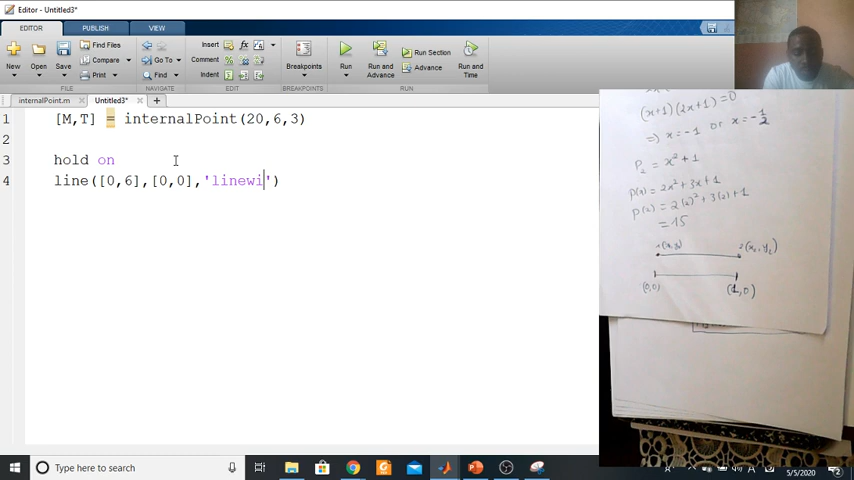 Editor - Untitled3*
EDITOR
PUBLISH
VIEW
New
Open
Save
Find Files
Compare
Print
Go To
Find
Insert
Comment
Indent
Breakpoints
Run
Run and
Advance
Run Section
Advance
Run and
Time
FILE
NAVIGATE
EDIT
BREAKPOINTS
RUN
internalPoint.m
Untitled3*
1 [M,T] = internalPoint(20,6,3)
2
3 hold on
4 line([0,6],[0,0],'linewi')
(x+1)(2x+1)=0
⇒ x=-1 or x=-1/2
P2 = x²+1
P(x) = 2x²+3x+1
P(2) = 2(2)²+3(2)+1
=15
(0,0)
Type here to search
5/5/2020
2